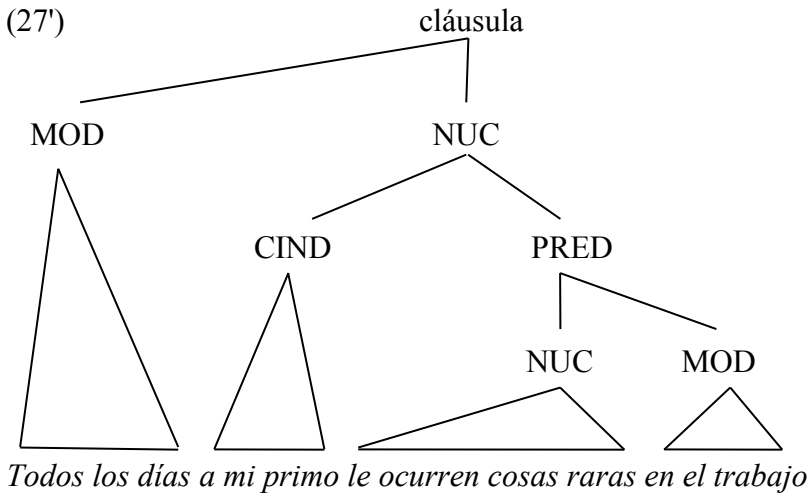 (27') cláusula
MOD NUC
CIND PRED
NUC MOD
Todos los días a mi primo le ocurren cosas raras en el trabajo